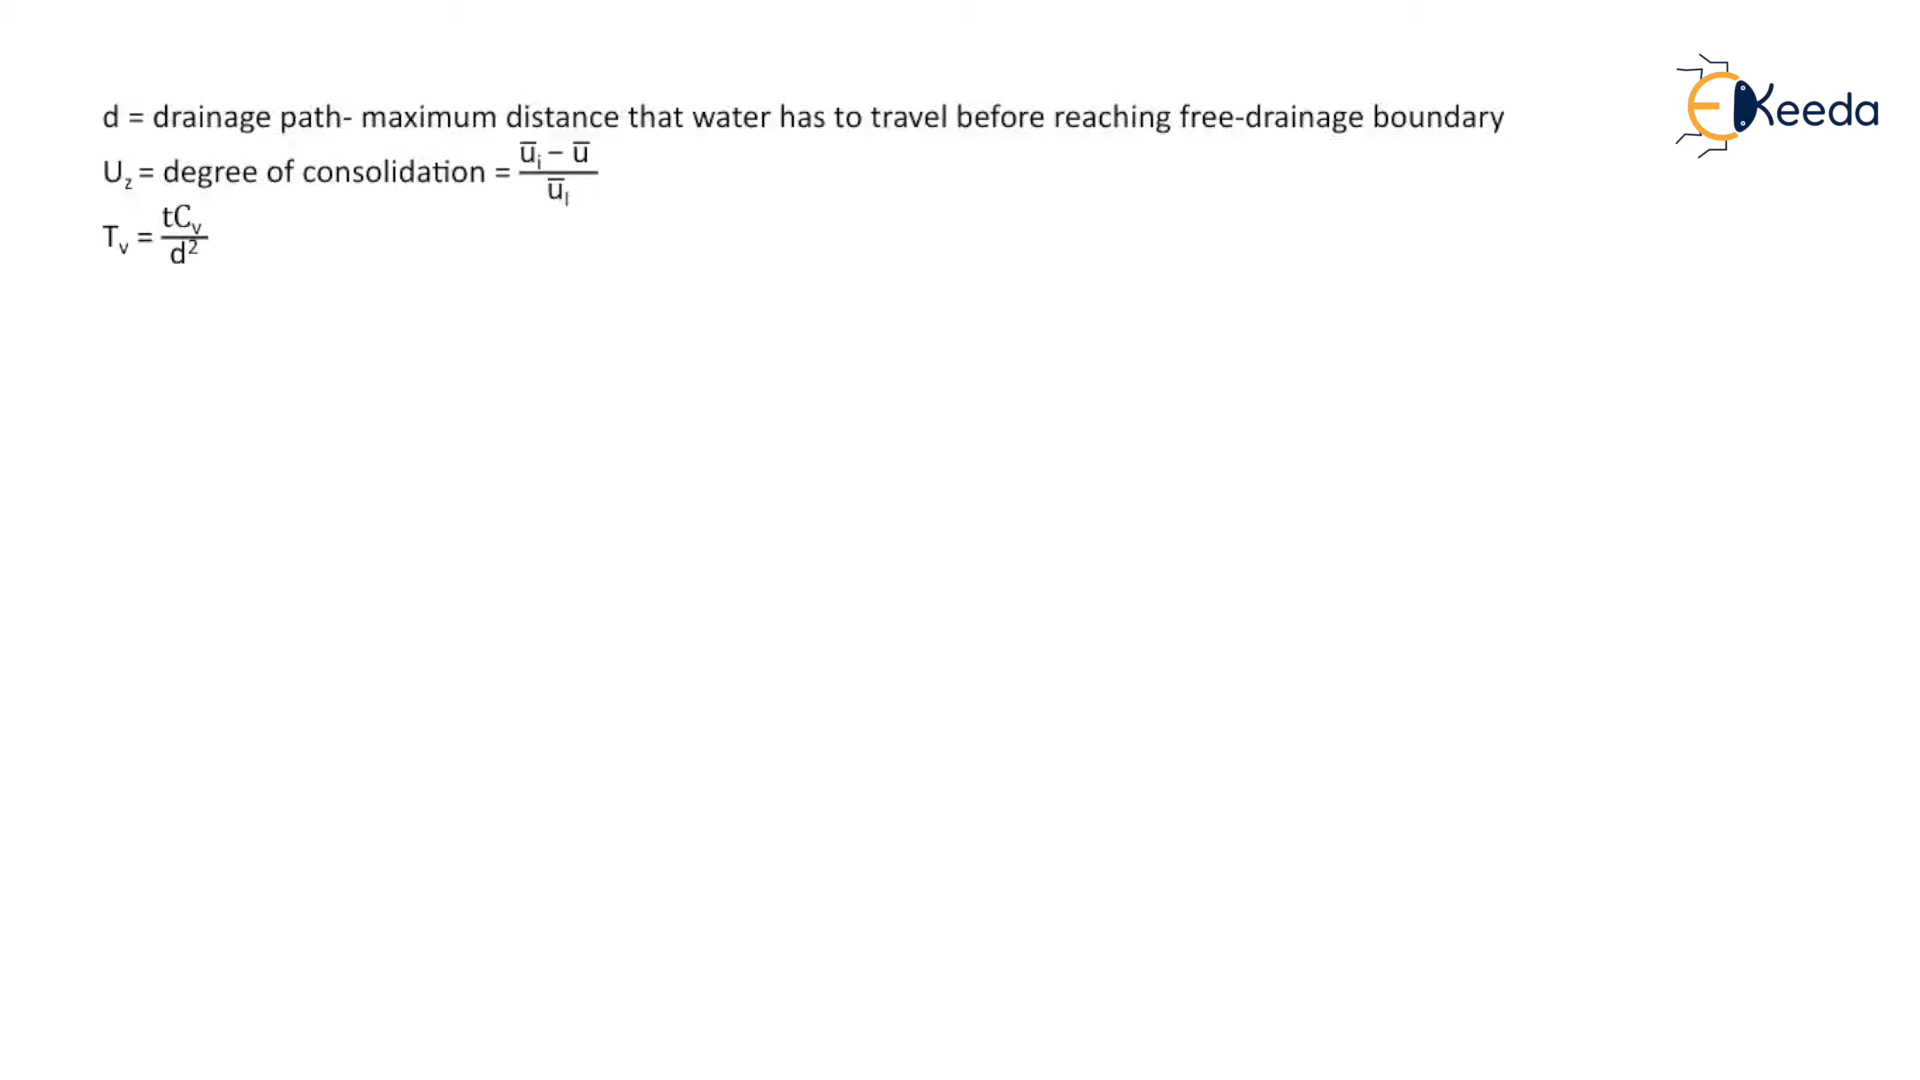 d = drainage path- maximum distance that water has to travel before reaching free-drainage boundary
U_z = degree of consolidation = (ū_i − ū) / ū_l
T_v = tC_v / d²
EKeeda